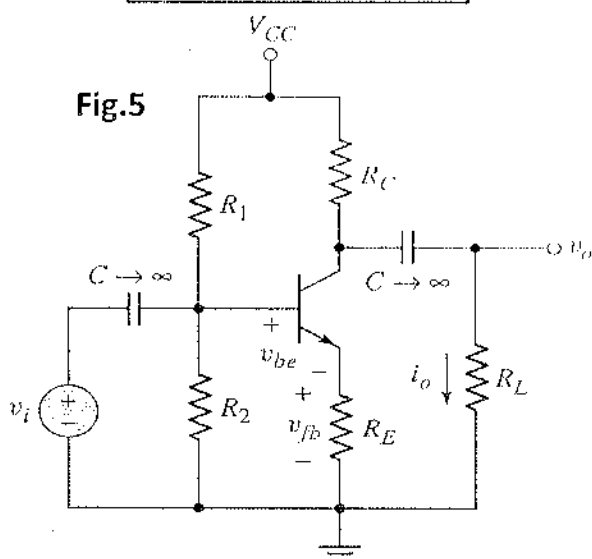 V_CC
Fig.5
R_C
R_1
C → ∞
C → ∞
v_o
+
v_be
−
v_i
+
−
R_2
+
v_fb
−
R_E
i_o
R_L